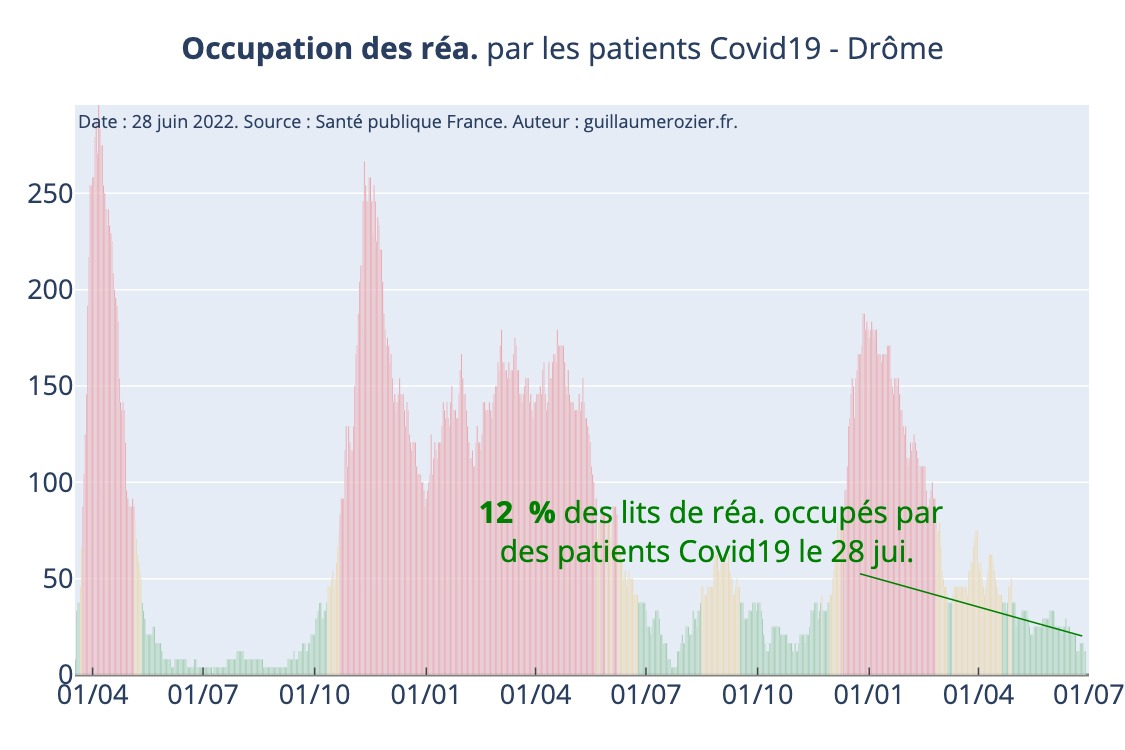 Occupation des réa. par les patients Covid19 - Drôme
Date : 28 juin 2022. Source : Santé publique France. Auteur : guillaumerozier.fr.
250
200
150
100
50
0
12 % des lits de réa. occupés par
des patients Covid19 le 28 jui.
01/04 01/07 01/10 01/01 01/04 01/07 01/10 01/01 01/04 01/07